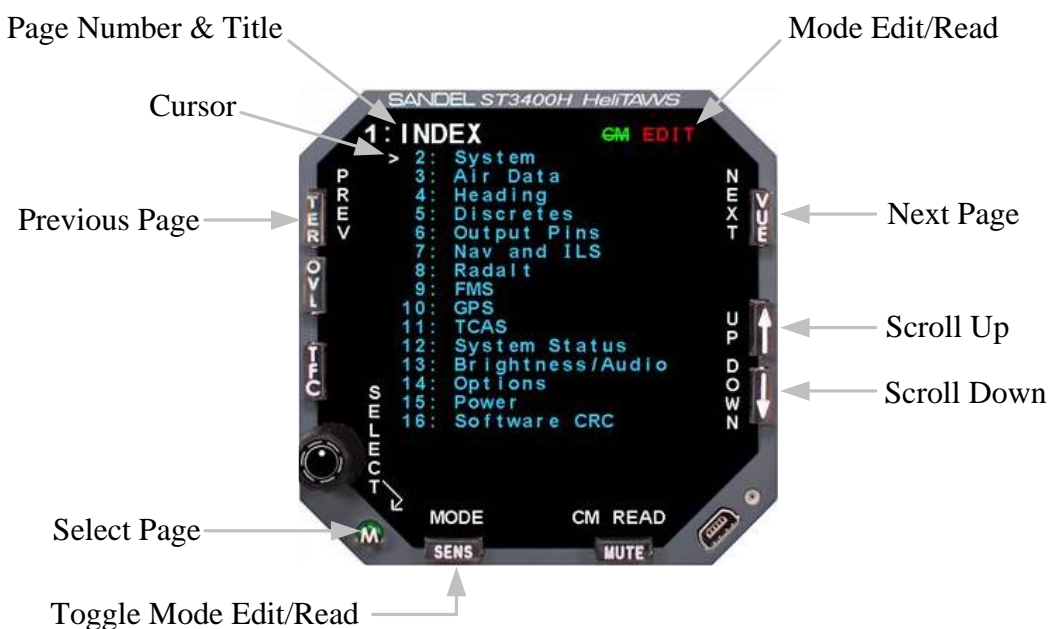 Page Number & Title
Mode Edit/Read
SANDEL ST3400H HeliTAWS
Cursor
1: INDEX
CM EDIT
> 2: System
3: Air Data
4: Heading
5: Discretes
6: Output Pins
7: Nav and ILS
8: Radalt
9: FMS
10: GPS
11: TCAS
12: System Status
13: Brightness/Audio
14: Options
15: Power
16: Software CRC
PREV
NEXT
TER
VUE
Previous Page
Next Page
OVL
UP
Scroll Up
TFC
DOWN
Scroll Down
SELECT
Select Page
M
MODE
CM READ
SENS
MUTE
Toggle Mode Edit/Read